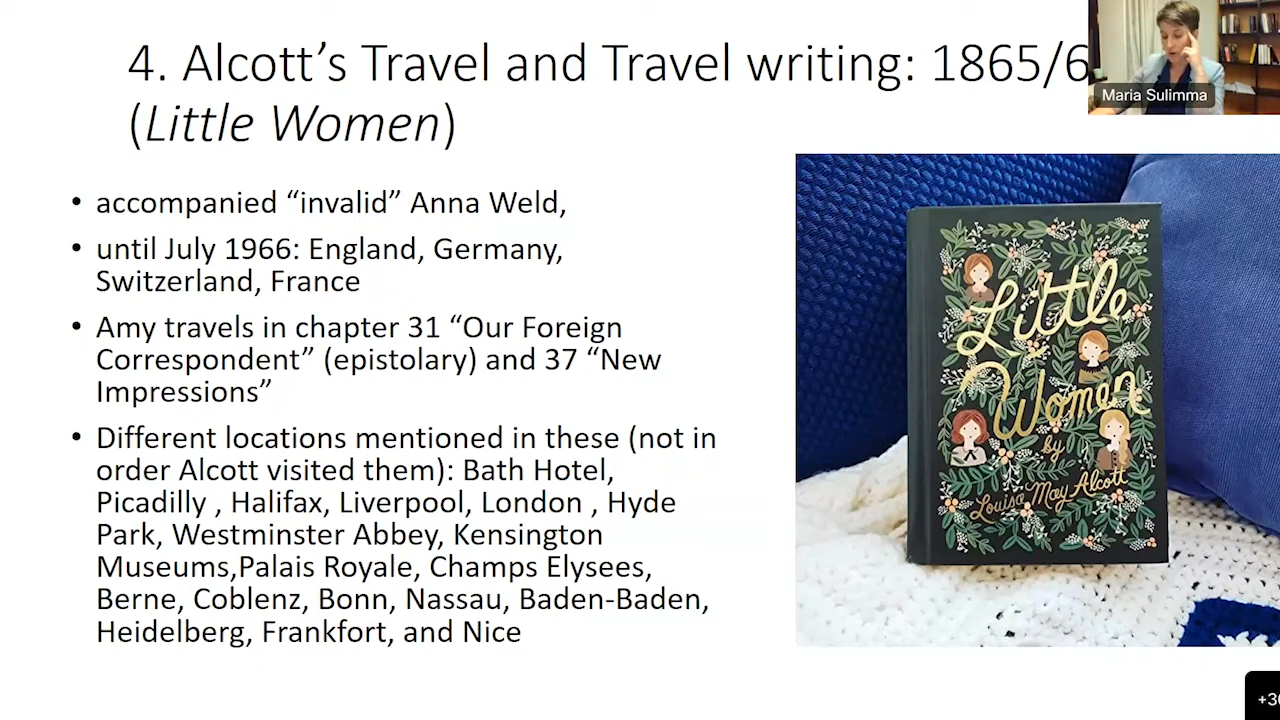 4. Alcott’s Travel and Travel writing: 1865/6
(Little Women)
Maria Sulimma
• accompanied “invalid” Anna Weld,
• until July 1966: England, Germany,
Switzerland, France
• Amy travels in chapter 31 “Our Foreign
Correspondent” (epistolary) and 37 “New
Impressions”
• Different locations mentioned in these (not in
order Alcott visited them): Bath Hotel,
Picadilly , Halifax, Liverpool, London , Hyde
Park, Westminster Abbey, Kensington
Museums,Palais Royale, Champs Elysees,
Berne, Coblenz, Bonn, Nassau, Baden-Baden,
Heidelberg, Frankfort, and Nice
Little
Women
by
Louisa May Alcott